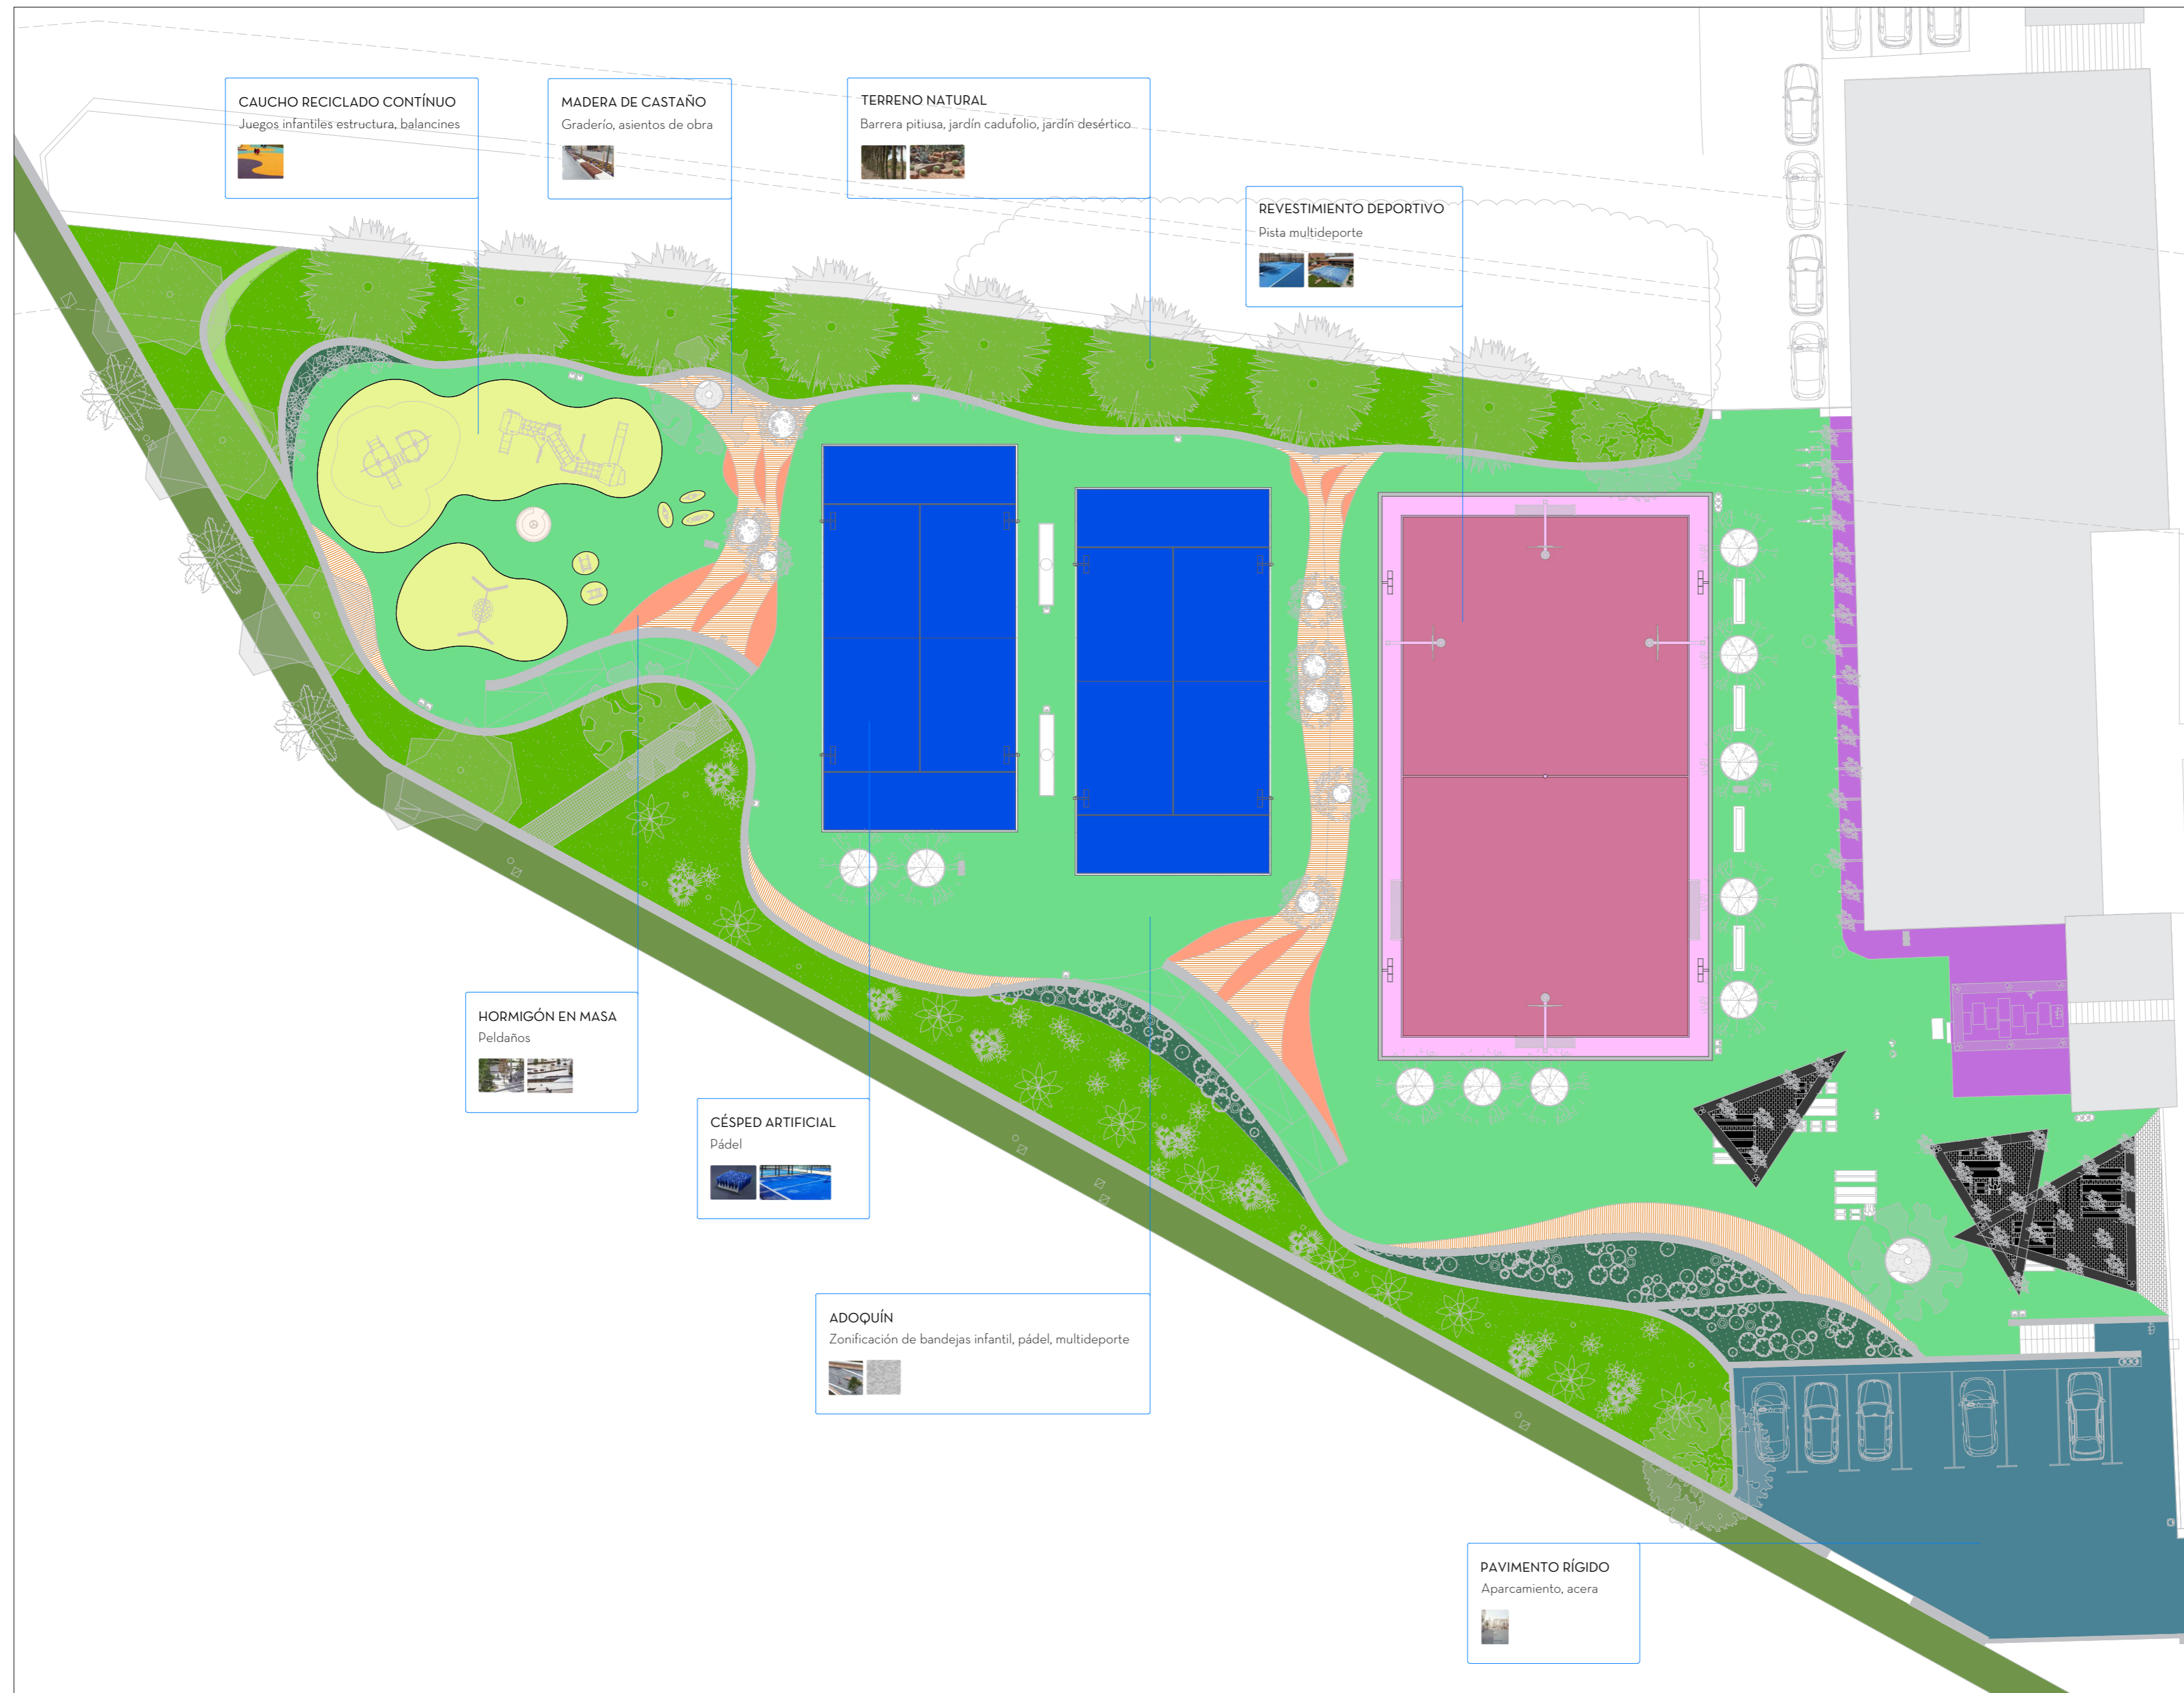 CAUCHO RECICLADO CONTÍNUO
Juegos infantiles estructura, balancines
MADERA DE CASTAÑO
Graderío, asientos de obra
TERRENO NATURAL
Barrera pitiusa, jardín cadufolio, jardín desértico
REVESTIMIENTO DEPORTIVO
Pista multideporte
HORMIGÓN EN MASA
Peldaños
CÉSPED ARTIFICIAL
Pádel
ADOQUÍN
Zonificación de bandejas infantil, pádel, multideporte
PAVIMENTO RÍGIDO
Aparcamiento, acera